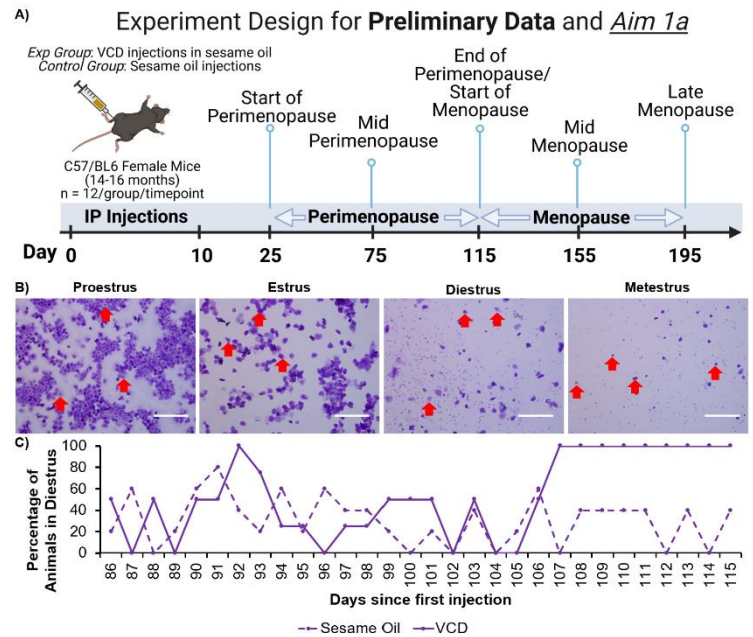 A)
Experiment Design for Preliminary Data and Aim 1a
Exp Group: VCD injections in sesame oil
Control Group: Sesame oil injections
C57/BL6 Female Mice
(14-16 months)
n = 12/group/timepoint
Start of
Perimenopause
Mid
Perimenopause
End of
Perimenopause/
Start of
Menopause
Mid
Menopause
Late
Menopause
IP Injections
Perimenopause
Menopause
Day
0
10
25
75
115
155
195
B)
Proestrus
Estrus
Diestrus
Metestrus
C)
Percentage of
Animals in Diestrus
100
80
60
40
20
0
86
87
88
89
90
91
92
93
94
95
96
97
98
99
100
101
102
103
104
105
106
107
108
109
110
111
112
113
114
115
Days since first injection
Sesame Oil
VCD